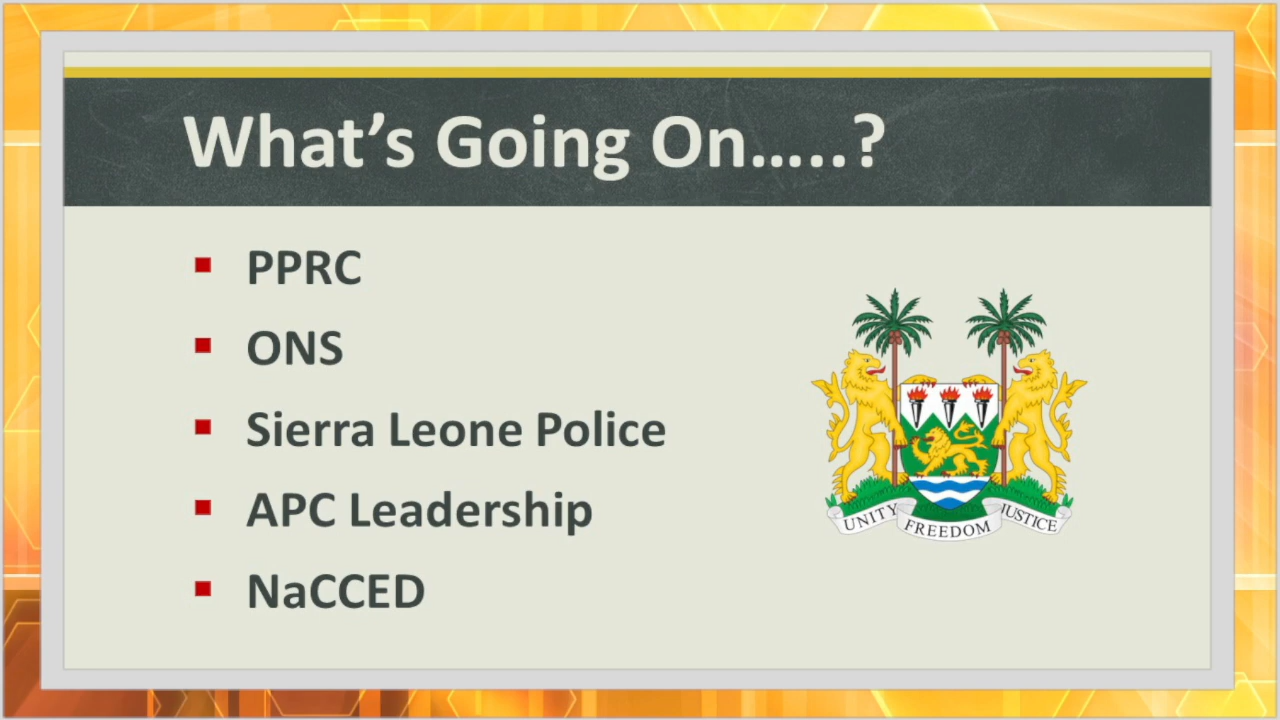 What’s Going On…..?
PPRC
ONS
Sierra Leone Police
APC Leadership
NaCCED
UNITY FREEDOM JUSTICE